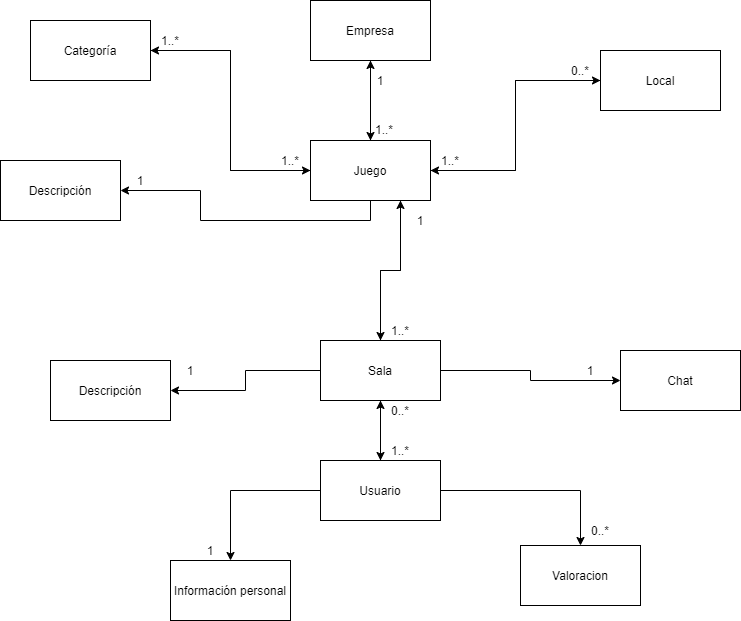 Empresa
Categoría
1..*
1
0..*
Local
1..*
1..*
Juego
1..*
Descripción
1
1
1..*
Sala
Descripción
1
1
Chat
0..*
1..*
Usuario
1
0..*
Información personal
Valoracion